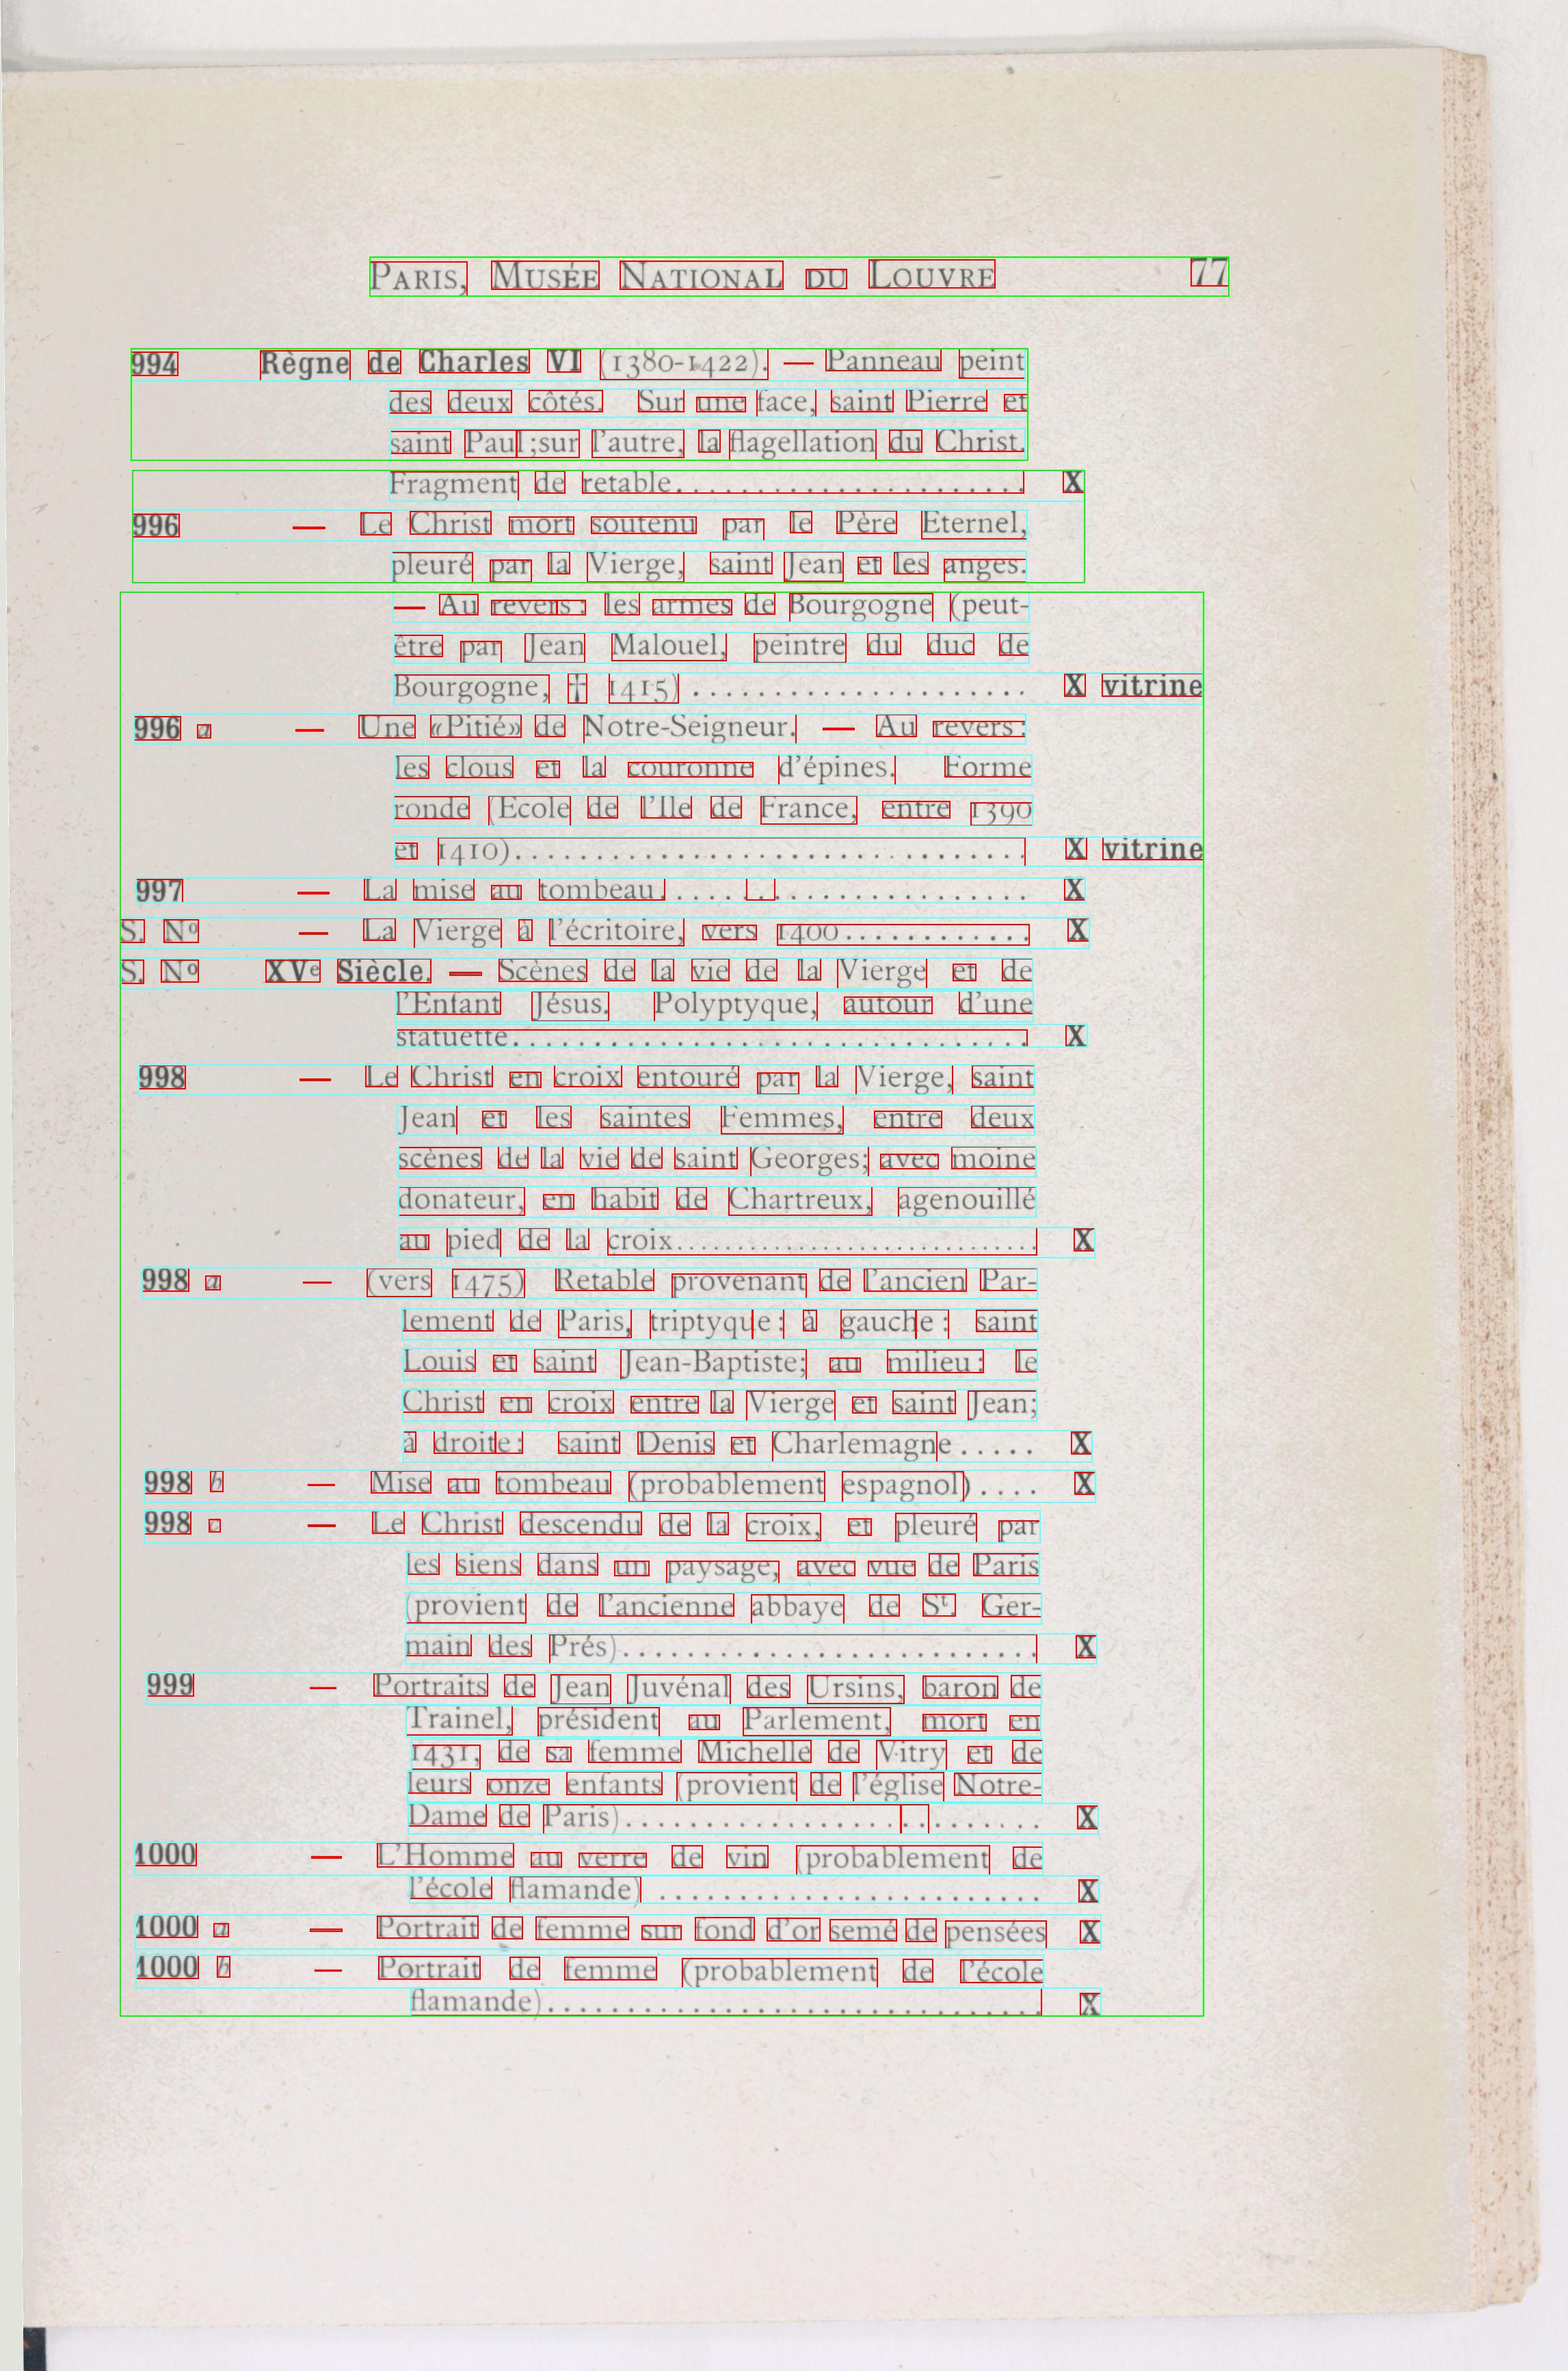 PARIS, MUSÉE NATIONAL DU LOUVRE 77
994 Règne de Charles VI (1380-1422). — Panneau peint
des deux côtés. Sur une face, saint Pierre et
saint Paul; sur l'autre, la flagellation du Christ.
Fragment de retable........................ X
996 — Le Christ mort soutenu par le Père Eternel,
pleuré par la Vierge, saint Jean et les anges.
— Au revers: les armes de Bourgogne (peut-
être par Jean Malouel, peintre du duc de
Bourgogne, † 1415) ..................... X vitrine
996 a — Une «Pitié» de Notre-Seigneur. — Au revers:
les clous et la couronne d'épines. Forme
ronde (Ecole de l'Ile de France, entre 1390
et 1410)................................ X vitrine
997 — La mise au tombeau...................... X
S. Nº — La Vierge à l'écritoire, vers 1400............ X
S. Nº XVe Siècle. — Scènes de la vie de la Vierge et de
l'Enfant Jésus. Polyptyque, autour d'une
statuette................................ X
998 — Le Christ en croix entouré par la Vierge, saint
Jean et les saintes Femmes, entre deux
scènes de la vie de saint Georges; avec moine
donateur, en habit de Chartreux, agenouillé
au pied de la croix.............................. X
998 a — (vers 1475) Retable provenant de l'ancien Par-
lement de Paris, triptyque: à gauche: saint
Louis et saint Jean-Baptiste; au milieu: le
Christ en croix entre la Vierge et saint Jean;
à droite: saint Denis et Charlemagne..... X
998 b — Mise au tombeau (probablement espagnol).... X
998 c — Le Christ descendu de la croix, et pleuré par
les siens dans un paysage, avec vue de Paris
(provient de l'ancienne abbaye de St. Ger-
main des Prés).......................... X
999 — Portraits de Jean Juvénal des Ursins, baron de
Trainel, président au Parlement, mort en
1431, de sa femme Michelle de Vitry et de
leurs onze enfants (provient de l'église Notre-
Dame de Paris).......................... X
1000 — L'Homme au verre de vin (probablement de
l'école flamande) ........................ X
1000 a — Portrait de femme sur fond d'or semé de pensées X
1000 b — Portrait de femme (probablement de l'école
flamande)............................... X